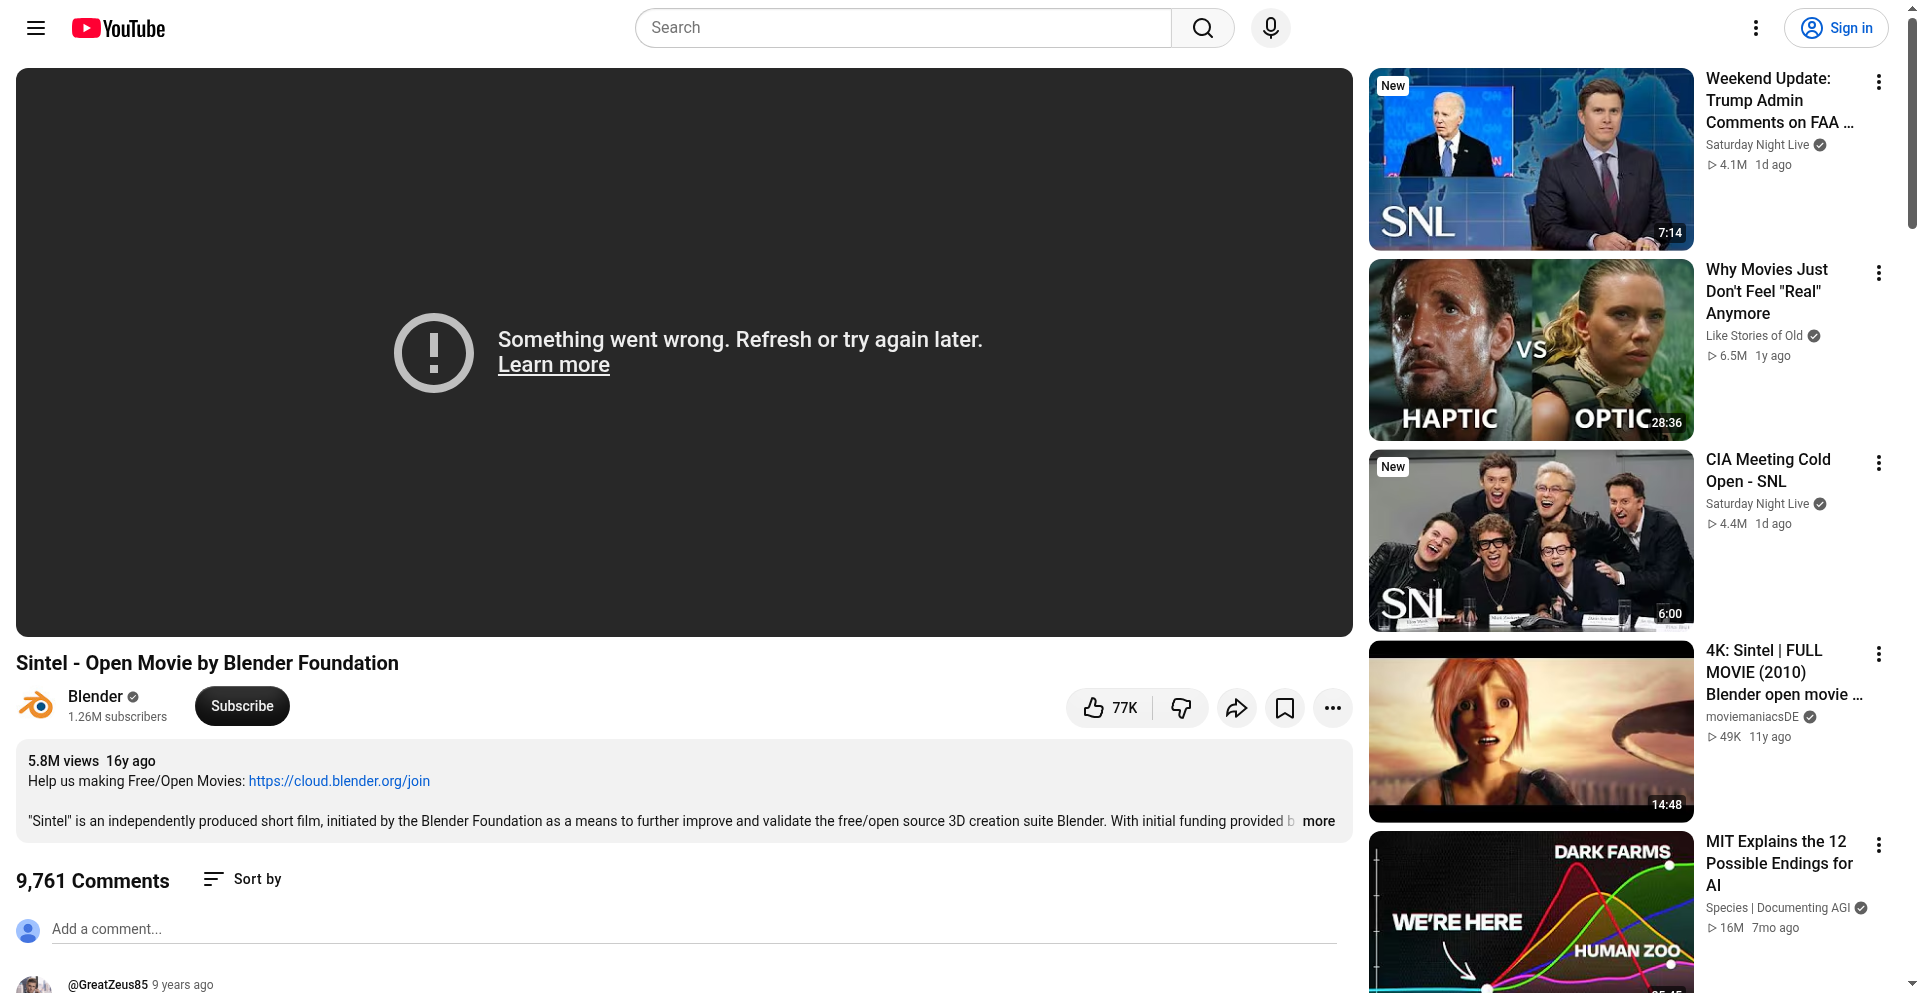 YouTube
Search
Sign in
Something went wrong. Refresh or try again later.
Learn more
Sintel - Open Movie by Blender Foundation
Blender
1.26M subscribers
Subscribe
77K
5.8M views 16y ago
Help us making Free/Open Movies: https://cloud.blender.org/join
"Sintel" is an independently produced short film, initiated by the Blender Foundation as a means to further improve and validate the free/open source 3D creation suite Blender. With initial funding provided b more
9,761 Comments
Sort by
Add a comment...
@GreatZeus85 9 years ago
New
SNL
7:14
Weekend Update:
Trump Admin
Comments on FAA ...
Saturday Night Live
4.1M 1d ago
VS
HAPTIC
OPTIC
28:36
Why Movies Just
Don't Feel "Real"
Anymore
Like Stories of Old
6.5M 1y ago
New
SNL
6:00
CIA Meeting Cold
Open - SNL
Saturday Night Live
4.4M 1d ago
14:48
4K: Sintel | FULL
MOVIE (2010)
Blender open movie ...
moviemaniacsDE
49K 11y ago
DARK FARMS
WE'RE HERE
HUMAN ZOO
MIT Explains the 12
Possible Endings for
AI
Species | Documenting AGI
16M 7mo ago